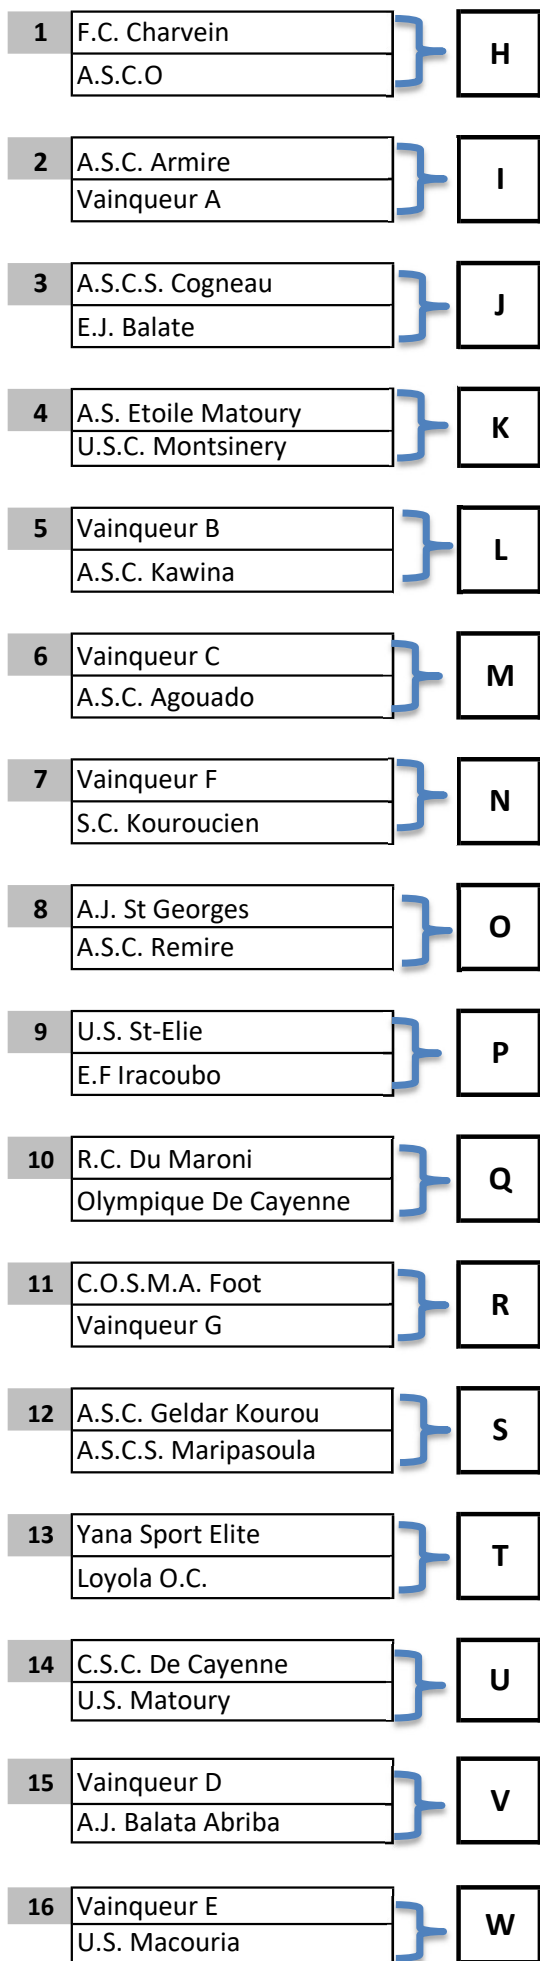 1 F.C. Charvein
H
A.S.C.O
2 A.S.C. Armire
I
Vainqueur A
3 A.S.C.S. Cogneau
J
E.J. Balate
4 A.S. Etoile Matoury
K
U.S.C. Montsinery
5 Vainqueur B
L
A.S.C. Kawina
6 Vainqueur C
M
A.S.C. Agouado
7 Vainqueur F
N
S.C. Kouroucien
8 A.J. St Georges
O
A.S.C. Remire
9 U.S. St-Elie
P
E.F Iracoubo
10 R.C. Du Maroni
Q
Olympique De Cayenne
11 C.O.S.M.A. Foot
R
Vainqueur G
12 A.S.C. Geldar Kourou
S
A.S.C.S. Maripasoula
13 Yana Sport Elite
T
Loyola O.C.
14 C.S.C. De Cayenne
U
U.S. Matoury
15 Vainqueur D
V
A.J. Balata Abriba
16 Vainqueur E
W
U.S. Macouria